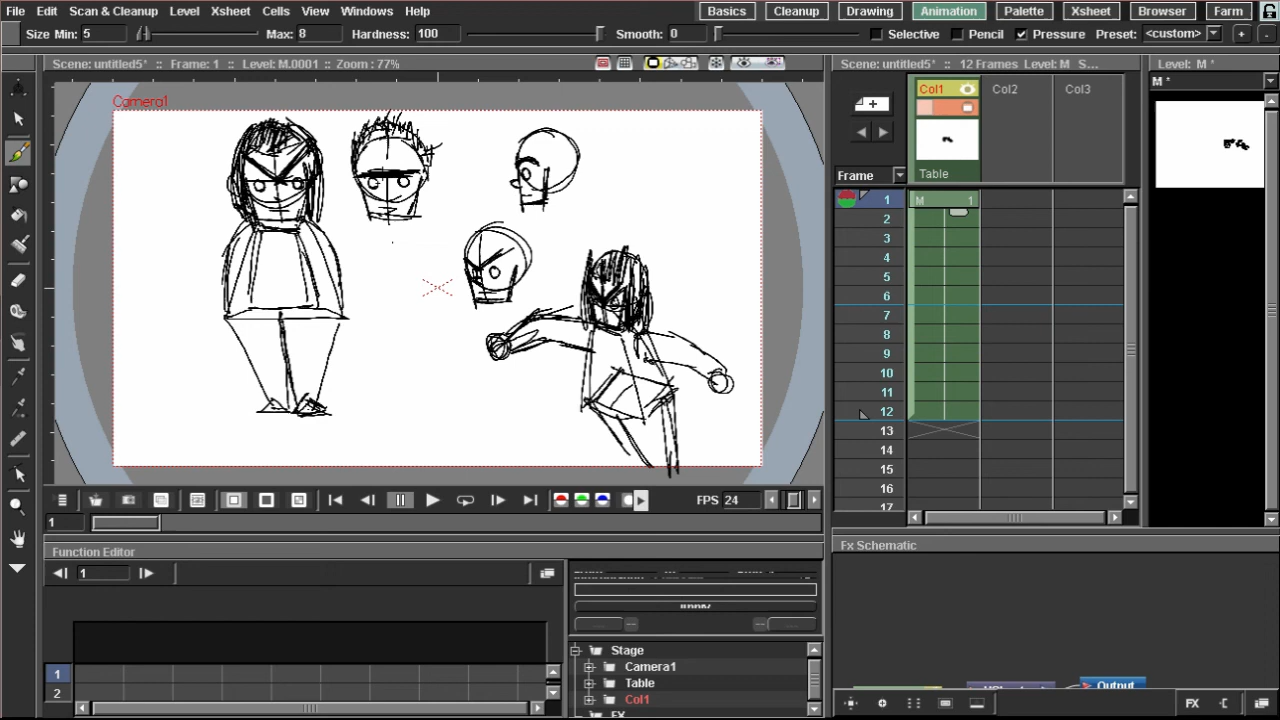 File Edit Scan & Cleanup Level Xsheet Cells View Windows Help Basics Cleanup Drawing Animation Palette Xsheet Browser Farm
Size Min: 5 Max: 8 Hardness: 100 Smooth: 0 Selective Pencil Pressure Preset: <custom> + -
Scene: untitled5* :: Frame: 1 :: Level: M.0001 :: Zoom : 77%
Scene: untitled5* :: 12 Frames Level: M S...
Level: M *
M *
Camera1
Col1 Col2 Col3
+
Frame Table
1 M 1
2
3
4
5
6
7
8
9
10
11
12
13
14
15
16
17
FPS 24
1
Function Editor
1
Stage
Camera1
Table
Col1
1
2
Fx Schematic
Output
FX